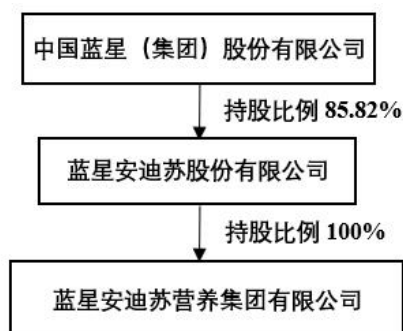 中国蓝星（集团）股份有限公司
持股比例 85.82%
蓝星安迪苏股份有限公司
持股比例 100%
蓝星安迪苏营养集团有限公司